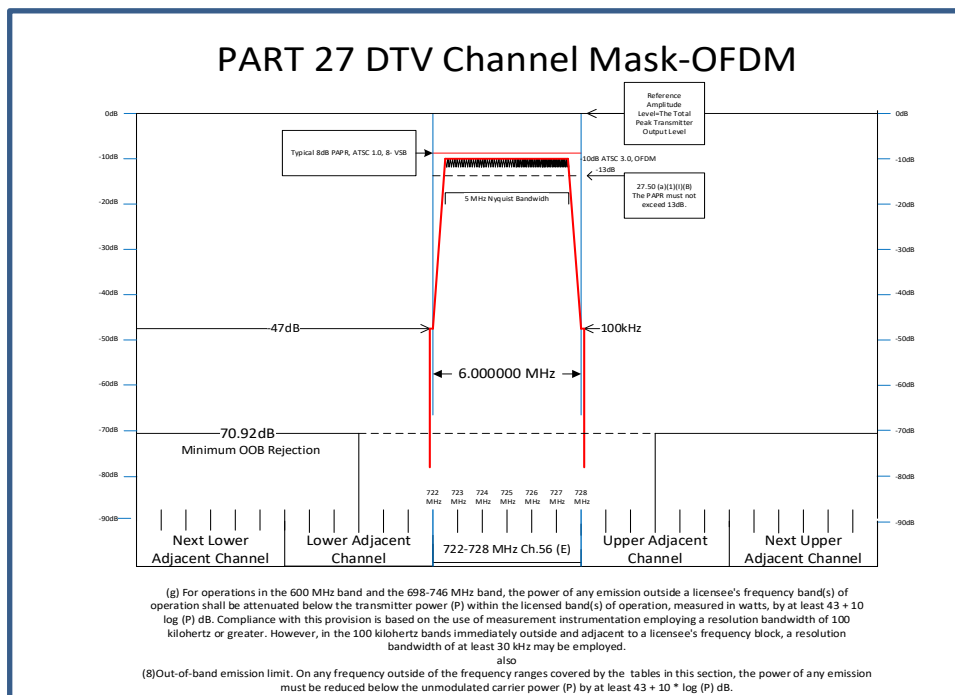 PART 27 DTV Channel Mask-OFDM
Reference
Amplitude
Level=The Total
Peak Transmitter
Output Level
0dB
0dB
Typical 8dB PAPR, ATSC 1.0, 8- VSB
-10dB
-10dB ATSC 3.0, OFDM
-10dB
-13dB
27.50 (a)(1)(I)(B)
The PAPR must not
exceed 13dB.
5 MHz Nyquist Bandwidh
-20dB
-20dB
-30dB
-30dB
-40dB
-40dB
-47dB
100kHz
-50dB
-50dB
6.000000 MHz
-60dB
-60dB
70.92dB
Minimum OOB Rejection
-70dB
-70dB
-80dB
-80dB
722 MHz
723 MHz
724 MHz
725 MHz
726 MHz
727 MHz
728 MHz
-90dB
-90dB
Next Lower
Adjacent Channel
Lower Adjacent
Channel
722-728 MHz Ch.56 (E)
Upper Adjacent
Channel
Next Upper
Adjacent Channel
(g) For operations in the 600 MHz band and the 698-746 MHz band, the power of any emission outside a licensee's frequency band(s) of
operation shall be attenuated below the transmitter power (P) within the licensed band(s) of operation, measured in watts, by at least 43 + 10
log (P) dB. Compliance with this provision is based on the use of measurement instrumentation employing a resolution bandwidth of 100
kilohertz or greater. However, in the 100 kilohertz bands immediately outside and adjacent to a licensee's frequency block, a resolution
bandwidth of at least 30 kHz may be employed.
also
(8)Out-of-band emission limit. On any frequency outside of the frequency ranges covered by the tables in this section, the power of any emission
must be reduced below the unmodulated carrier power (P) by at least 43 + 10 * log (P) dB.